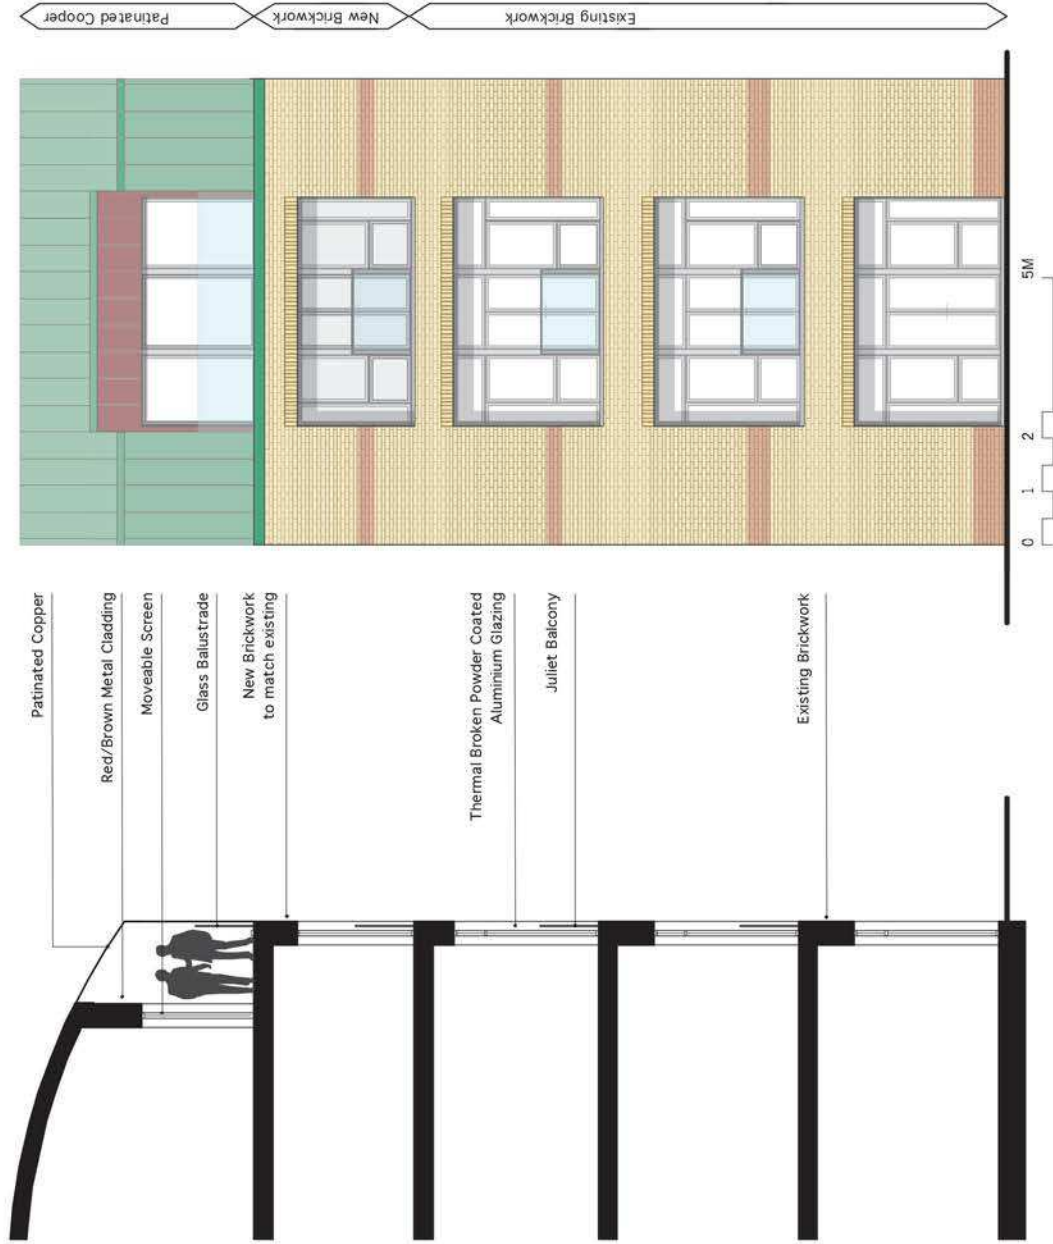 Patinated Cooper
New Brickwork
Existing Brickwork
Patinated Copper
Red/Brown Metal Cladding
Moveable Screen
Glass Balustrade
New Brickwork
to match existing
Thermal Broken Powder Coated
Aluminium Glazing
Juliet Balcony
Existing Brickwork
0 1 2 5M